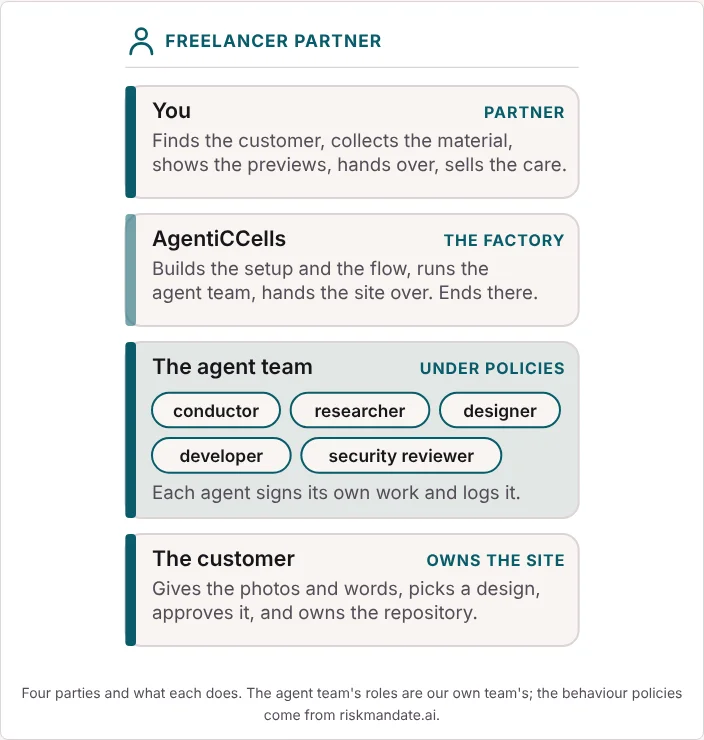 FREELANCER PARTNER
You
PARTNER
Finds the customer, collects the material,
shows the previews, hands over, sells the care.
AgentiCCells
THE FACTORY
Builds the setup and the flow, runs the
agent team, hands the site over. Ends there.
The agent team
UNDER POLICIES
conductor
researcher
designer
developer
security reviewer
Each agent signs its own work and logs it.
The customer
OWNS THE SITE
Gives the photos and words, picks a design,
approves it, and owns the repository.
Four parties and what each does. The agent team's roles are our own team's; the behaviour policies
come from riskmandate.ai.